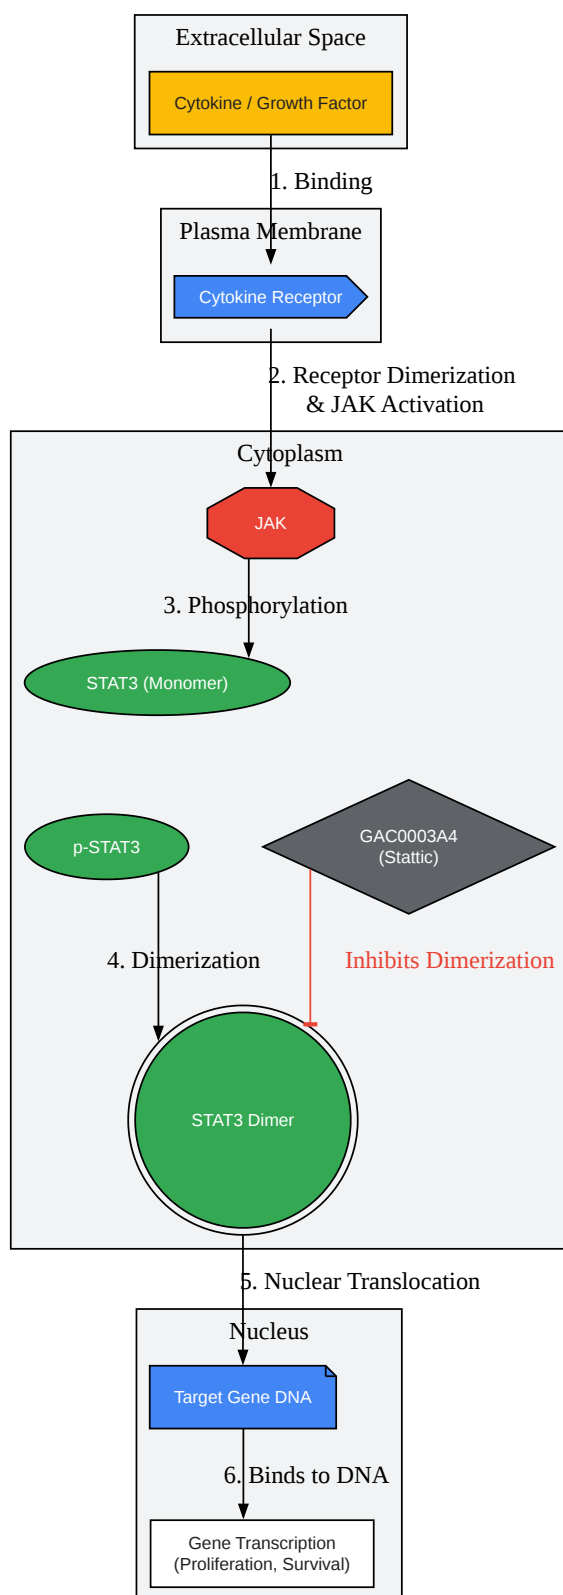 Extracellular Space
Cytokine / Growth Factor
1. Binding
Plasma Membrane
Cytokine Receptor
2. Receptor Dimerization
& JAK Activation
Cytoplasm
JAK
3. Phosphorylation
STAT3 (Monomer)
p-STAT3
GAC0003A4
(Stattic)
4. Dimerization
Inhibits Dimerization
STAT3 Dimer
5. Nuclear Translocation
Nucleus
Target Gene DNA
6. Binds to DNA
Gene Transcription
(Proliferation, Survival)